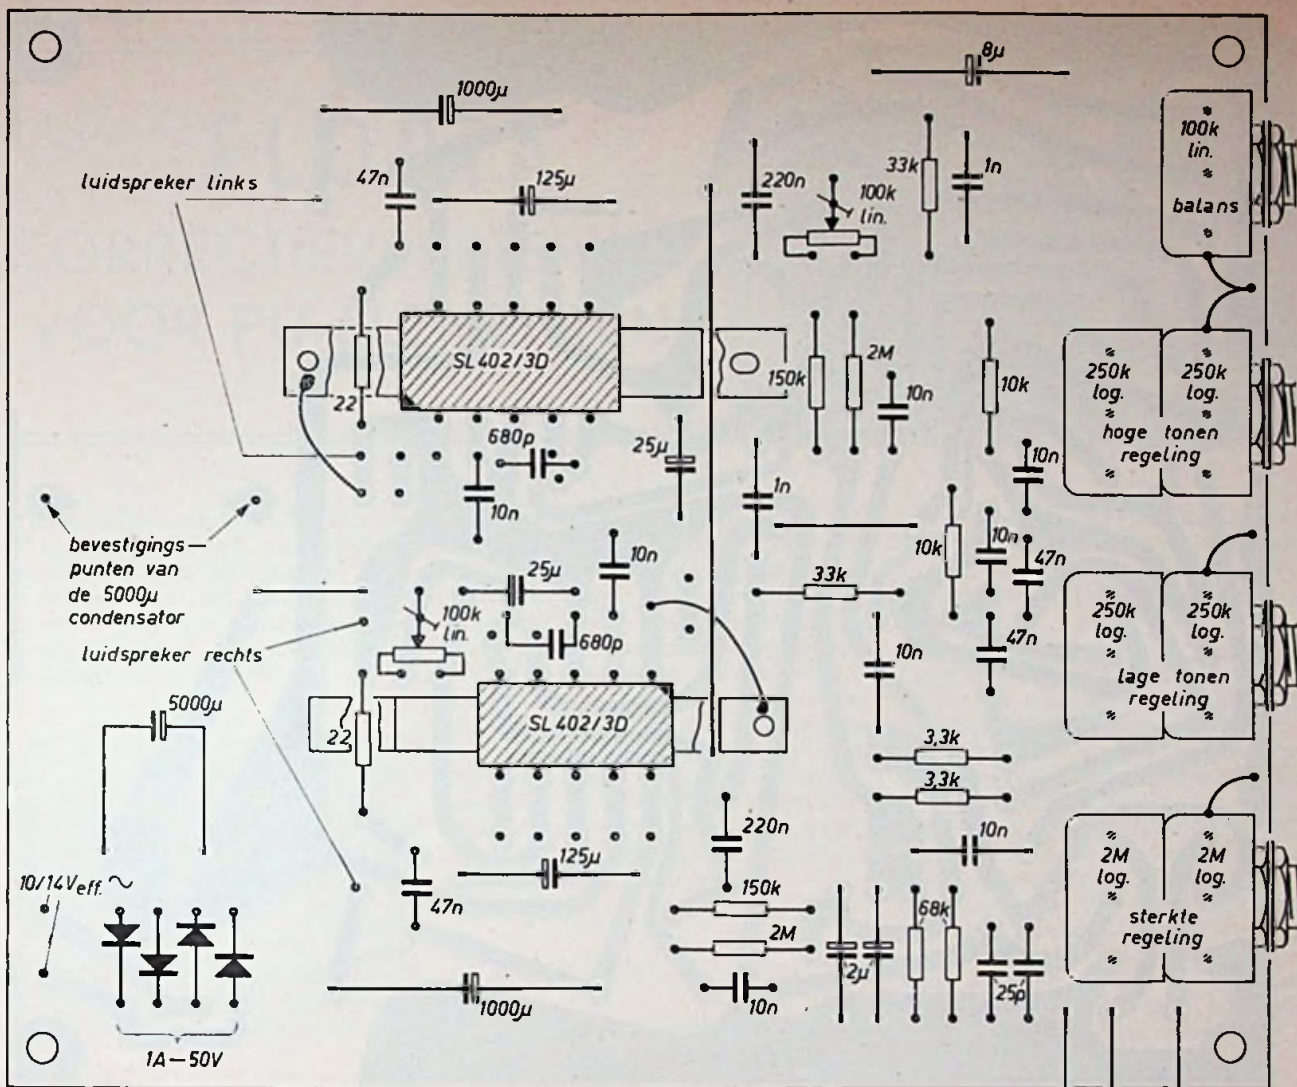 8µ
1000µ
100k
lin.
balans
47n
125µ
220n
100k
lin.
33k
1n
luidspreker links
SL402/3D
22
150k
2M
10n
10k
250k
log.
250k
log.
hoge tonen
regeling
680p
25µ
10n
1n
10n
10k
10n
47n
bevestigings—
punten van
de 5000µ
condensator
10n
25µ
33k
250k
log.
250k
log.
lage tonen
regeling
100k
lin.
680p
10n
47n
luidspreker rechts
5000µ
22
SL402/3D
3,3k
3,3k
220n
10n
2M
log.
2M
log.
sterkte
regeling
10/14Veff. ~
47n
125µ
150k
2M
10n
2µ
68k
25p
1000µ
1A—50V